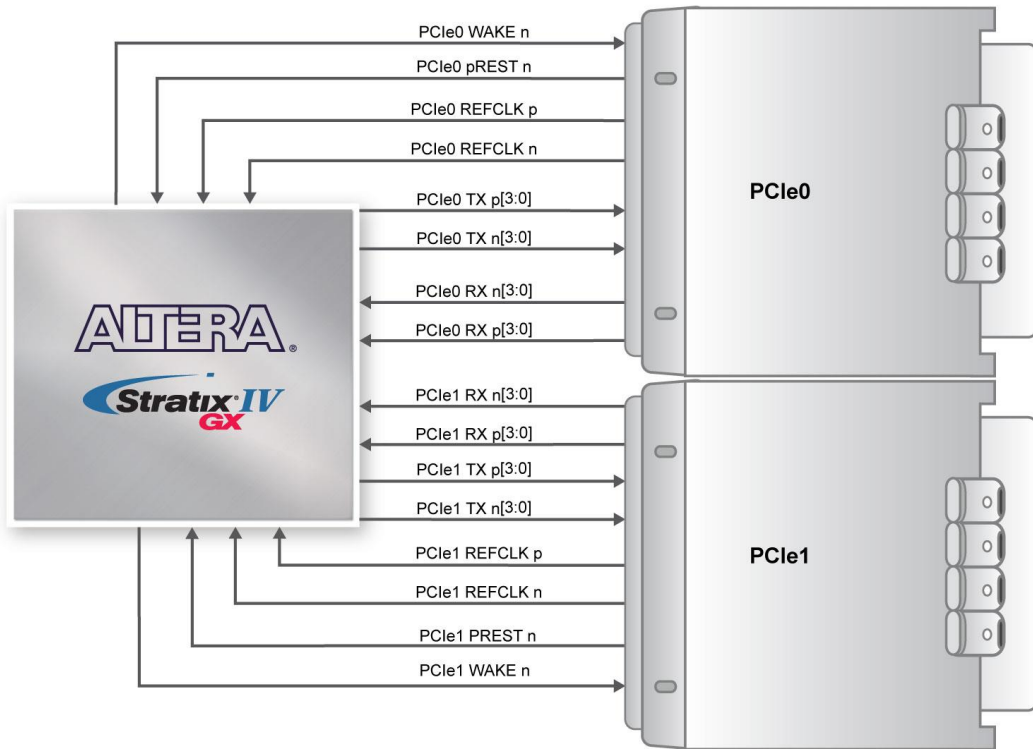 PCIe0 WAKE n
PCIe0 pREST n
PCIe0 REFCLK p
PCIe0 REFCLK n
PCIe0 TX p[3:0]
PCIe0 TX n[3:0]
PCIe0 RX n[3:0]
PCIe0 RX p[3:0]
PCIe0
ALTERA®
Stratix® IV
GX
PCIe1 RX n[3:0]
PCIe1 RX p[3:0]
PCIe1 TX p[3:0]
PCIe1 TX n[3:0]
PCIe1 REFCLK p
PCIe1 REFCLK n
PCIe1 PREST n
PCIe1 WAKE n
PCIe1